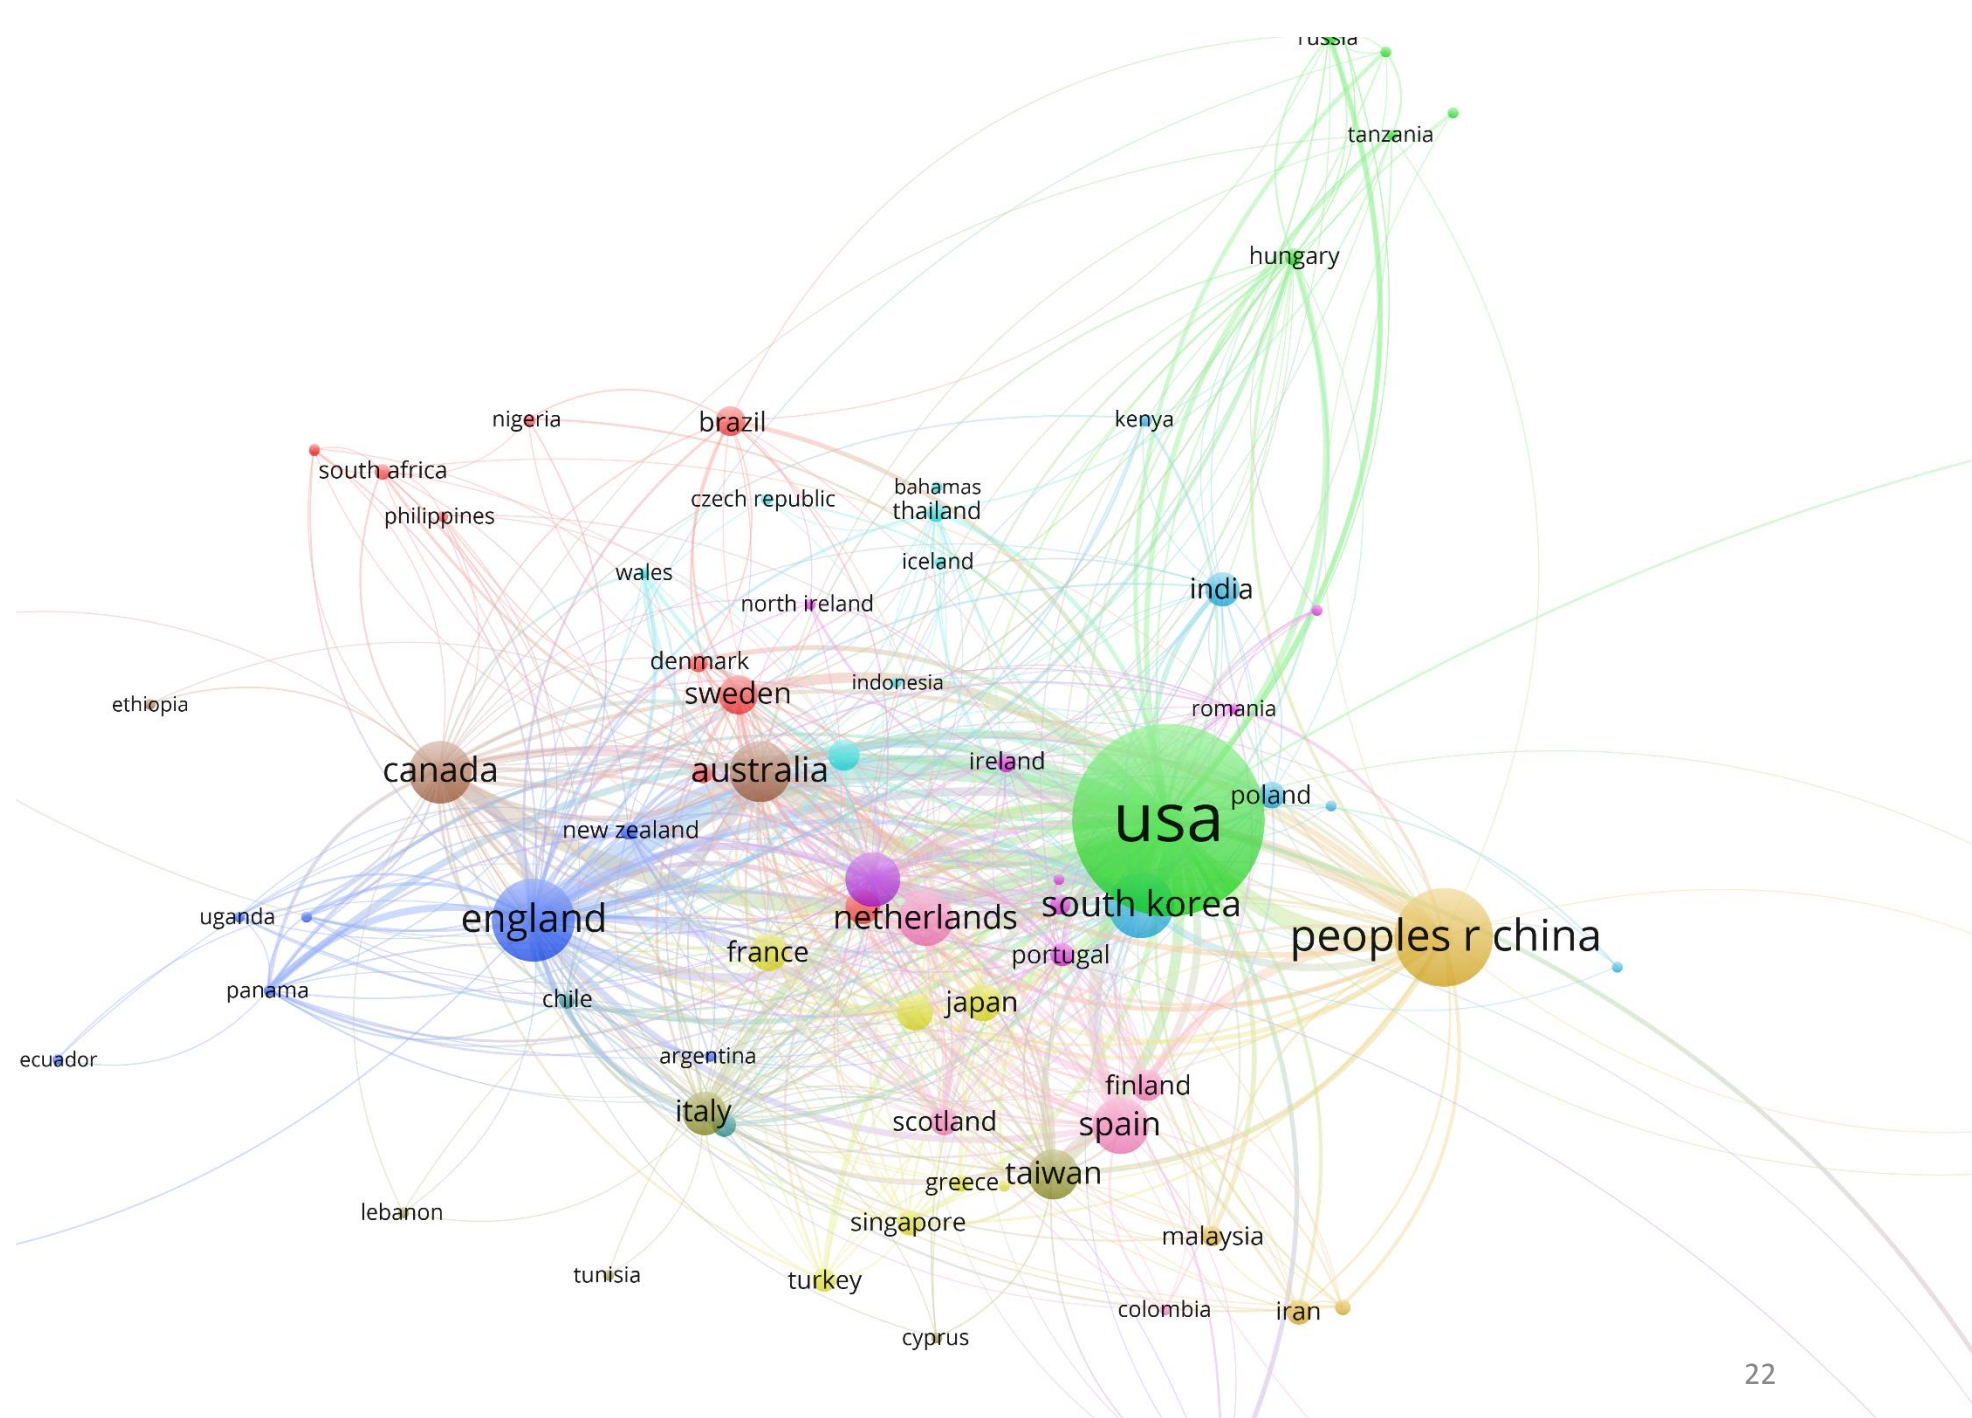 russia
tanzania
hungary
nigeria
brazil
kenya
south africa
czech republic
bahamas
thailand
philippines
iceland
wales
india
north ireland
denmark
sweden
indonesia
ethiopia
romania
canada
australia
ireland
poland
usa
new zealand
uganda
england
netherlands
south korea
peoples r china
france
portugal
panama
chile
japan
ecuador
argentina
finland
italy
scotland
spain
greece
taiwan
lebanon
singapore
malaysia
tunisia
turkey
colombia
iran
cyprus
22